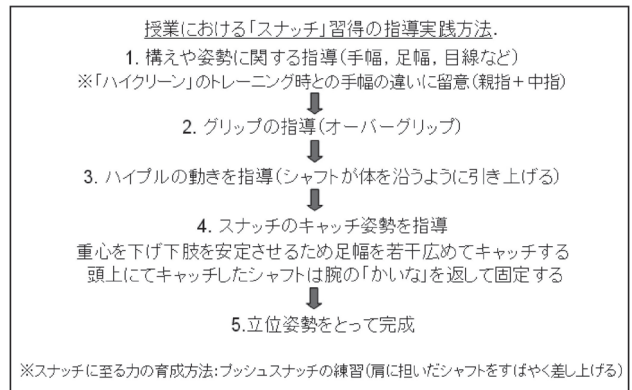 授業における「スナッチ」習得の指導実践方法.
1. 構えや姿勢に関する指導(手幅, 足幅, 目線など)
※「ハイクリーン」のトレーニング時との手幅の違いに留意(親指＋中指)
2. グリップの指導(オーバーグリップ)
3. ハイプルの動きを指導(シャフトが体を沿うように引き上げる)
4. スナッチのキャッチ姿勢を指導
重心を下げ下肢を安定させるため足幅を若干広めてキャッチする
頭上にてキャッチしたシャフトは腕の「かいな」を返して固定する
5.立位姿勢をとって完成
※スナッチに至る力の育成方法:プッシュスナッチの練習(肩に担いだシャフトをすばやく差し上げる)